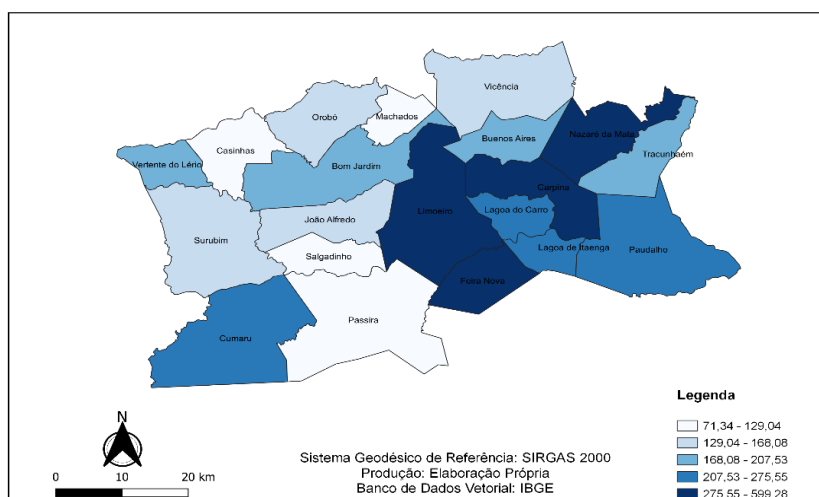 Vicência
Orobó
Machados
Nazaré da Mata
Buenos Aires
Casinhas
Tracunhaém
Vertente do Lério
Bom Jardim
Carpina
Lagoa do Carro
Limoeiro
João Alfredo
Surubim
Lagoa de Itaenga
Paudalho
Salgadinho
Feira Nova
Passira
Cumaru
Legenda
71,34 - 129,04
129,04 - 168,08
168,08 - 207,53
207,53 - 275,55
275,55 - 599,28
N
0 10 20 km
Sistema Geodésico de Referência: SIRGAS 2000
Produção: Elaboração Própria
Banco de Dados Vetorial: IBGE